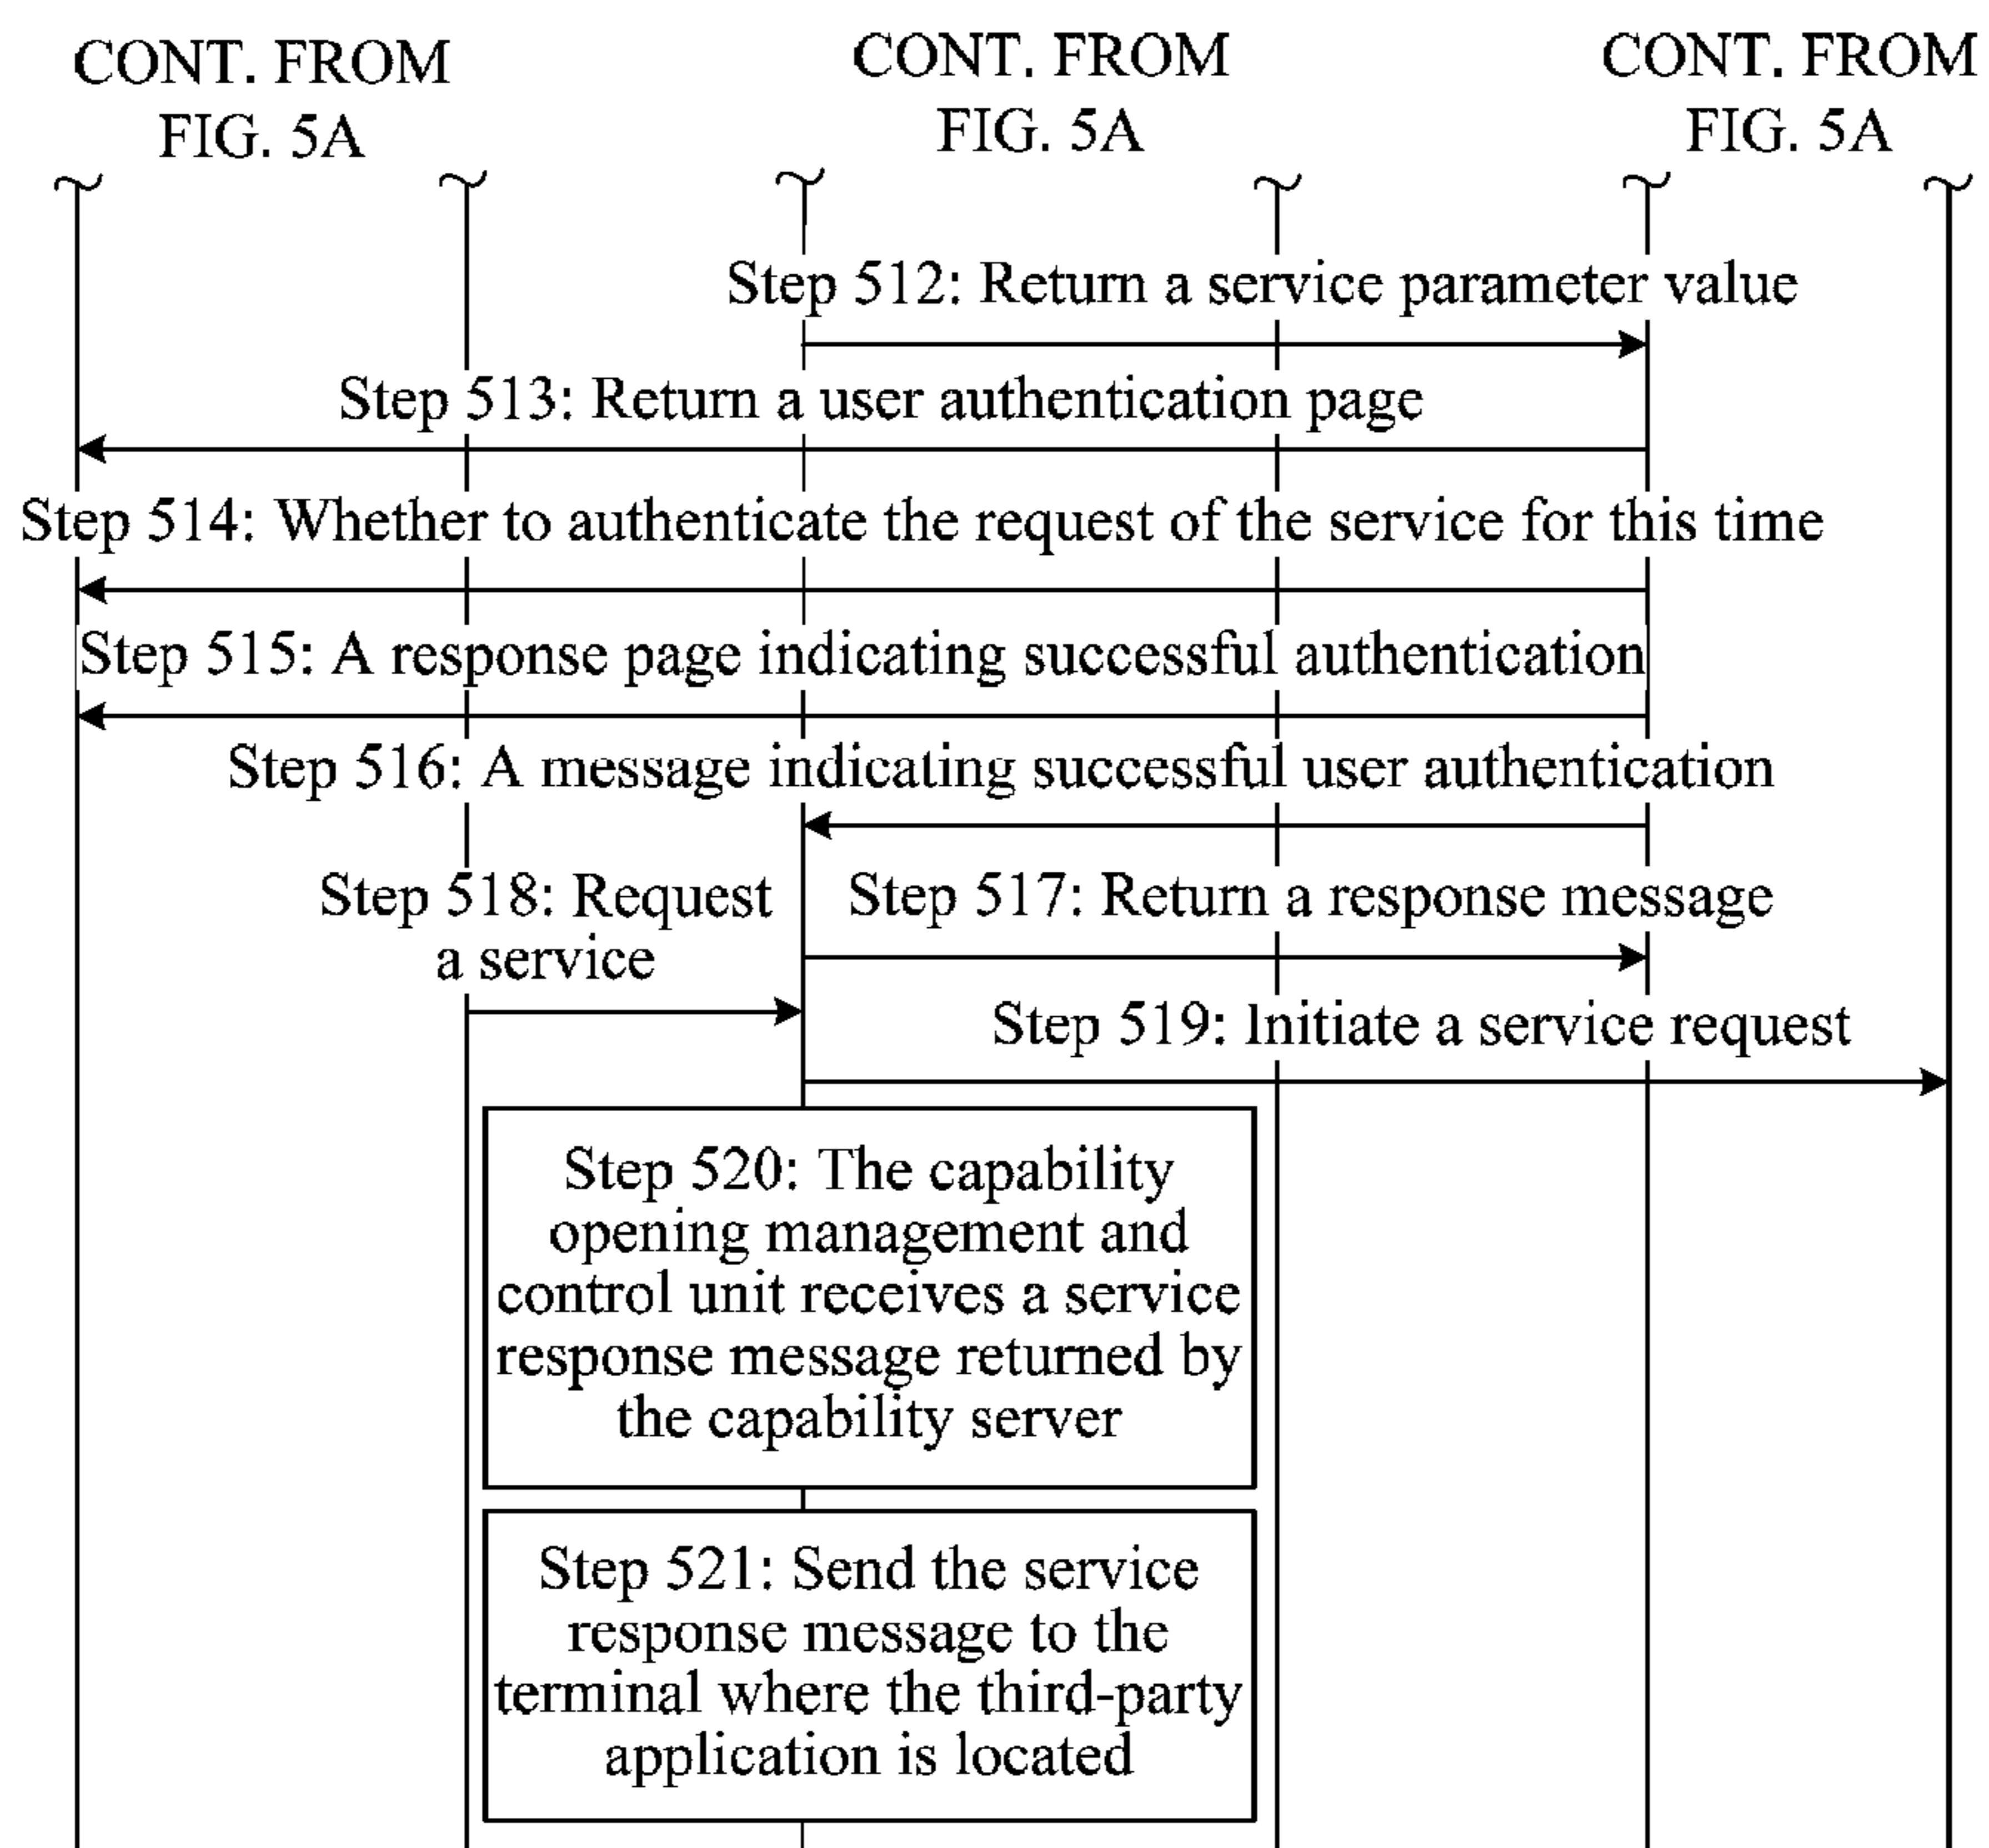 CONT. FROM
FIG. 5A
CONT. FROM
FIG. 5A
CONT. FROM
FIG. 5A
Step 512: Return a service parameter value
Step 513: Return a user authentication page
Step 514: Whether to authenticate the request of the service for this time
Step 515: A response page indicating successful authentication
Step 516: A message indicating successful user authentication
Step 518: Request
a service
Step 517: Return a response message
Step 519: Initiate a service request
Step 520: The capability
opening management and
control unit receives a service
response message returned by
the capability server
Step 521: Send the service
response message to the
terminal where the third-party
application is located